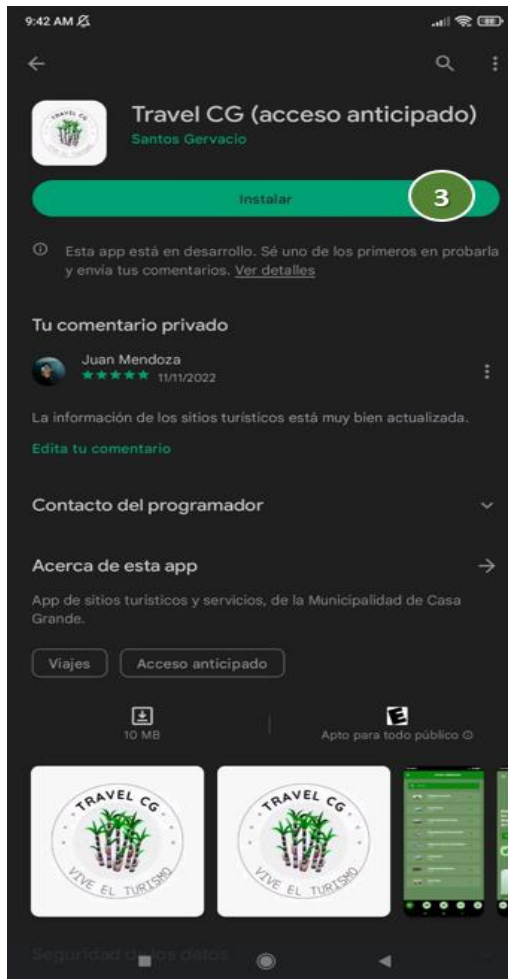 9:42 AM
Travel CG (acceso anticipado)
Santos Gervacio
Instalar
3
Esta app está en desarrollo. Sé uno de los primeros en probarla
y envía tus comentarios. Ver detalles
Tu comentario privado
Juan Mendoza
★★★★★ 11/11/2022
La información de los sitios turísticos está muy bien actualizada.
Edita tu comentario
Contacto del programador
Acerca de esta app
App de sitios turísticos y servicios, de la Municipalidad de Casa
Grande.
Viajes
Acceso anticipado
10 MB
E
Apto para todo público
TRAVEL CG
VIVE EL TURISMO
TRAVEL CG
VIVE EL TURISMO
Seguridad de los datos